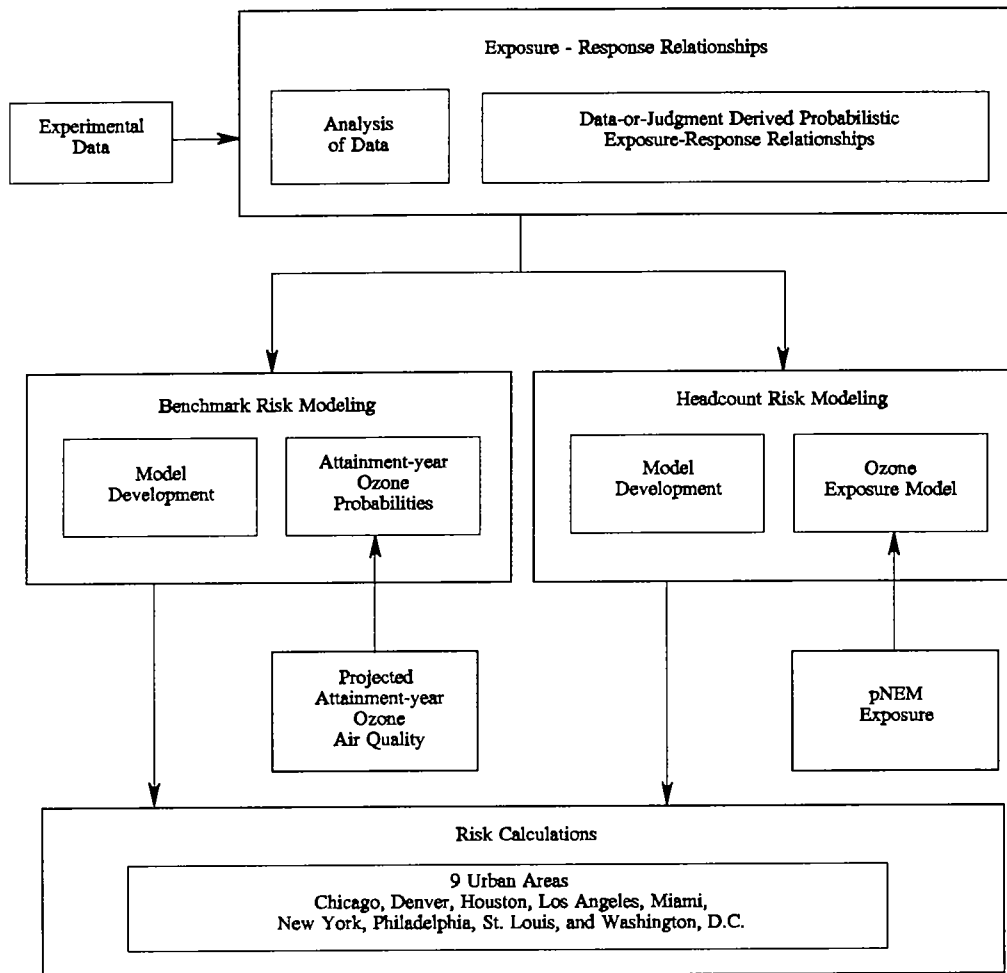 Exposure - Response Relationships
Experimental
Data
Analysis
of Data
Data-or-Judgment Derived Probabilistic
Exposure-Response Relationships
Benchmark Risk Modeling
Model
Development
Attainment-year
Ozone
Probabilities
Headcount Risk Modeling
Model
Development
Ozone
Exposure Model
Projected
Attainment-year
Ozone
Air Quality
pNEM
Exposure
Risk Calculations
9 Urban Areas
Chicago, Denver, Houston, Los Angeles, Miami,
New York, Philadelphia, St. Louis, and Washington, D.C.